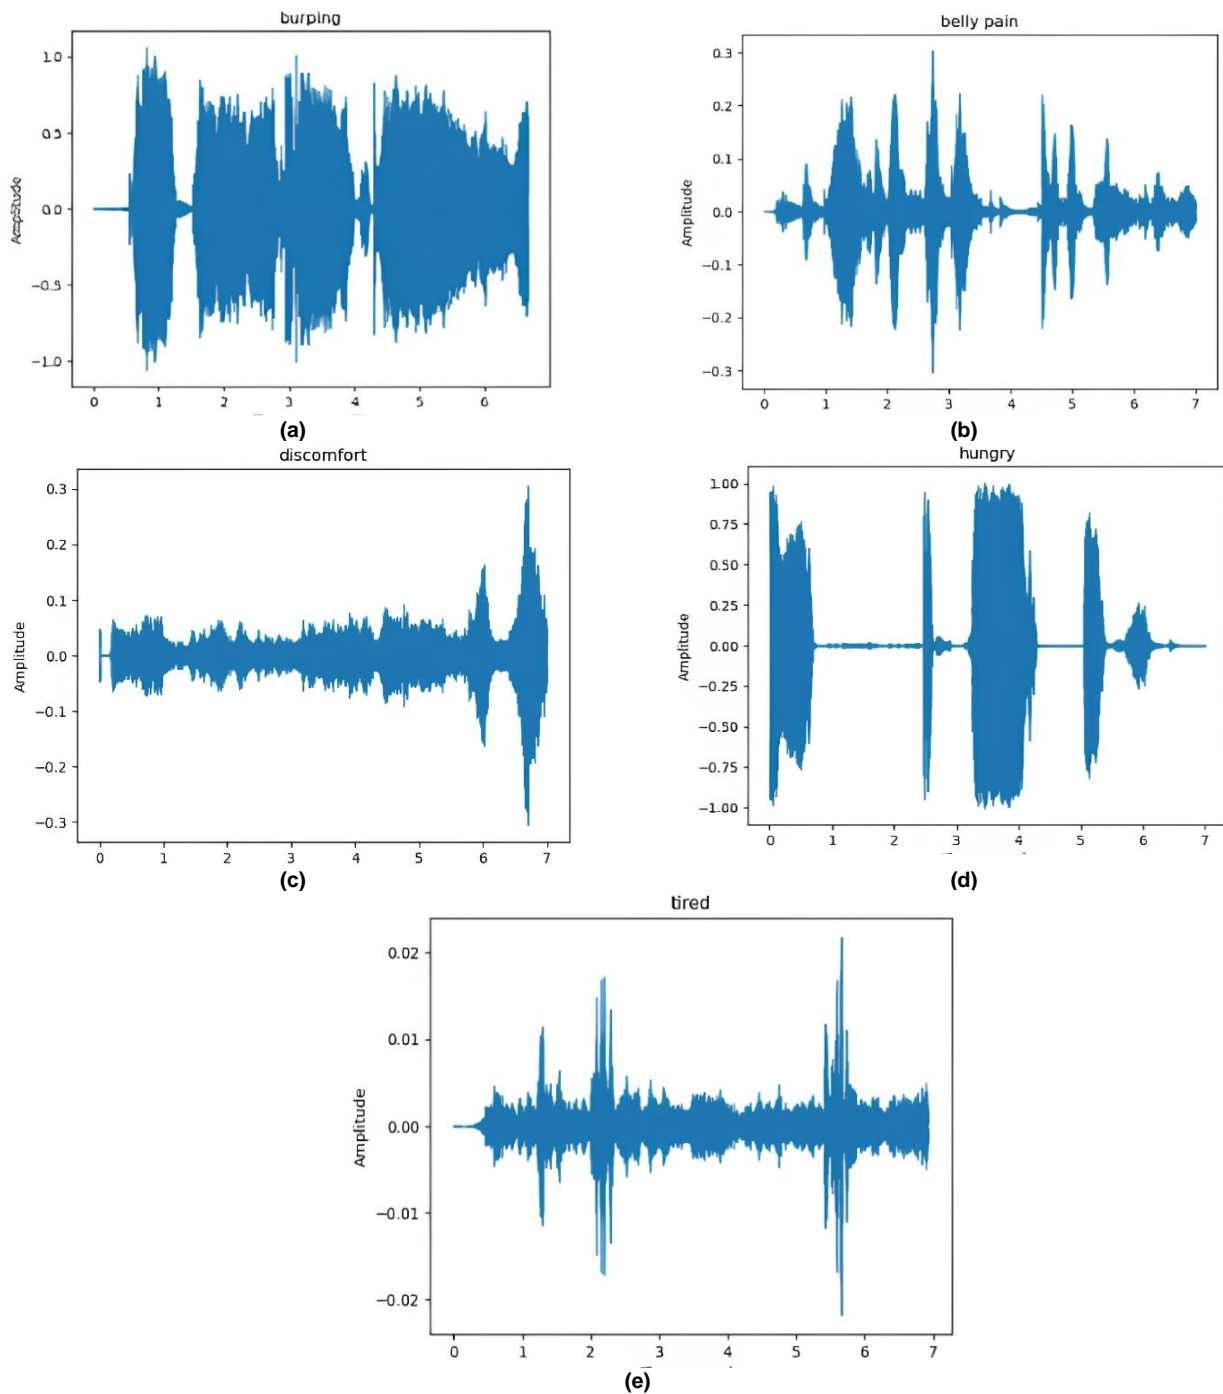 burping
1.0
0.5
0.0
−0.5
−1.0
Amplitude
0 1 2 3 4 5 6
(a)
belly pain
0.3
0.2
0.1
0.0
−0.1
−0.2
−0.3
Amplitude
0 1 2 3 4 5 6 7
(b)
discomfort
0.3
0.2
0.1
0.0
−0.1
−0.2
−0.3
Amplitude
0 1 2 3 4 5 6 7
(c)
hungry
1.00
0.75
0.50
0.25
0.00
−0.25
−0.50
−0.75
−1.00
Amplitude
0 1 2 3 4 5 6 7
(d)
tired
0.02
0.01
0.00
−0.01
−0.02
Amplitude
0 1 2 3 4 5 6 7
(e)